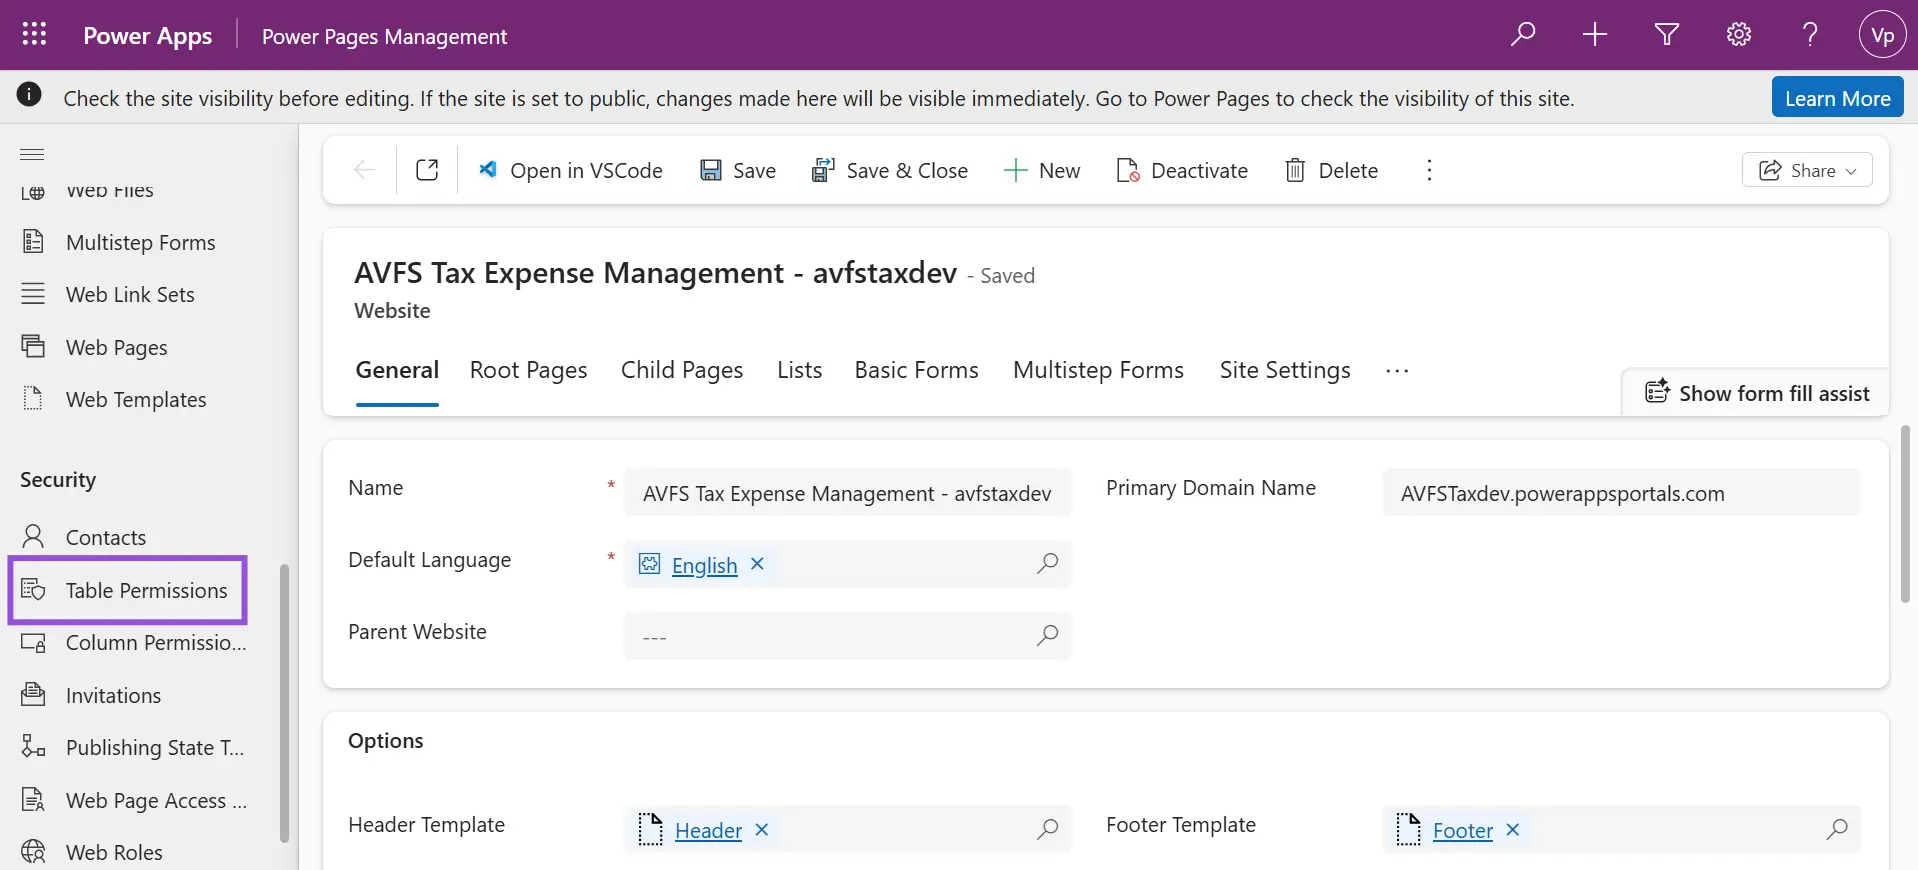 Power Apps
Power Pages Management
Vp
Check the site visibility before editing. If the site is set to public, changes made here will be visible immediately. Go to Power Pages to check the visibility of this site.
Learn More
Web Files
Multistep Forms
Web Link Sets
Web Pages
Web Templates
Security
Contacts
Table Permissions
Column Permissio...
Invitations
Publishing State T...
Web Page Access ...
Web Roles
Open in VSCode
Save
Save & Close
New
Deactivate
Delete
Share
AVFS Tax Expense Management - avfstaxdev - Saved
Website
General
Root Pages
Child Pages
Lists
Basic Forms
Multistep Forms
Site Settings
...
Show form fill assist
Name *
AVFS Tax Expense Management - avfstaxdev
Primary Domain Name
AVFSTaxdev.powerappsportals.com
Default Language *
English
Parent Website
---
Options
Header Template
Header
Footer Template
Footer